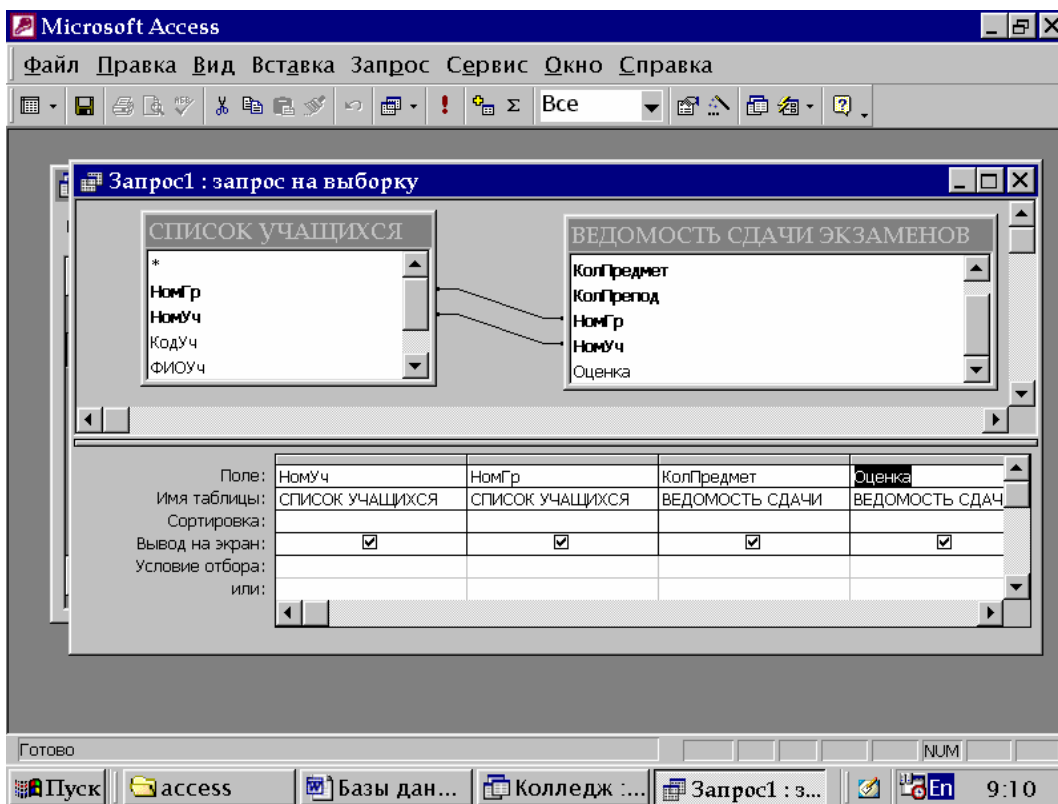 Microsoft Access
Файл Правка Вид Вставка Запрос Сервис Окно Справка
Все
Запрос1 : запрос на выборку
СПИСОК УЧАЩИХСЯ
*
НомГр
НомУч
КодУч
ФИОУч
ВЕДОМОСТЬ СДАЧИ ЭКЗАМЕНОВ
КолПредмет
КолПрепод
НомГр
НомУч
Оценка
Поле: НомУч НомГр КолПредмет Оценка
Имя таблицы: СПИСОК УЧАЩИХСЯ СПИСОК УЧАЩИХСЯ ВЕДОМОСТЬ СДАЧИ ВЕДОМОСТЬ СДАЧ
Сортировка:
Вывод на экран:
Условие отбора:
или:
Готово NUM
Пуск access Базы дан... Колледж :... Запрос1 : з... En 9:10